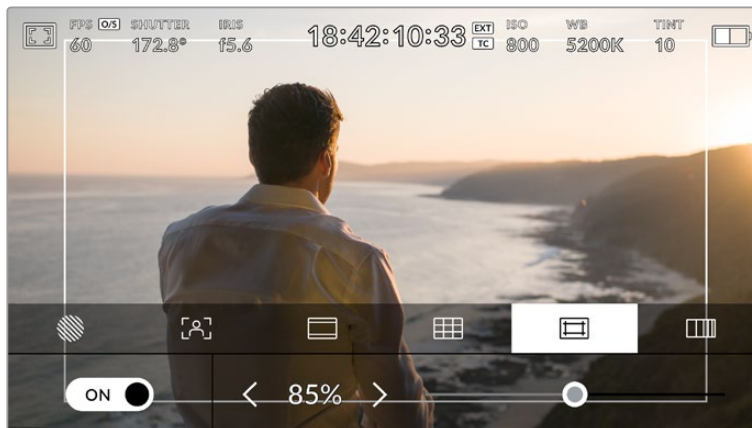 FPS O/S SHUTTER IRIS 18:42:10:33 EXT ISO WB TINT
60 172.8° f5.6 TC 800 5200K 10
ON 85%